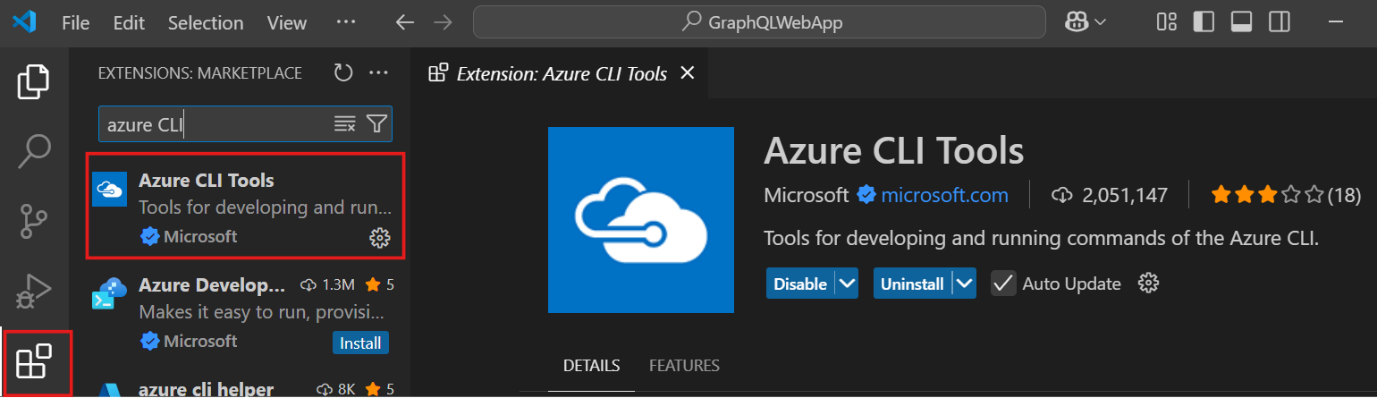 File Edit Selection View ··· GraphQLWebApp
EXTENSIONS: MARKETPLACE
azure CLI
Azure CLI Tools
Tools for developing and run...
Microsoft
Azure Develop... 1.3M 5
Makes it easy to run, provisi...
Microsoft Install
azure cli helper 8K 5
Extension: Azure CLI Tools
Azure CLI Tools
Microsoft microsoft.com 2,051,147 (18)
Tools for developing and running commands of the Azure CLI.
Disable Uninstall Auto Update
DETAILS FEATURES